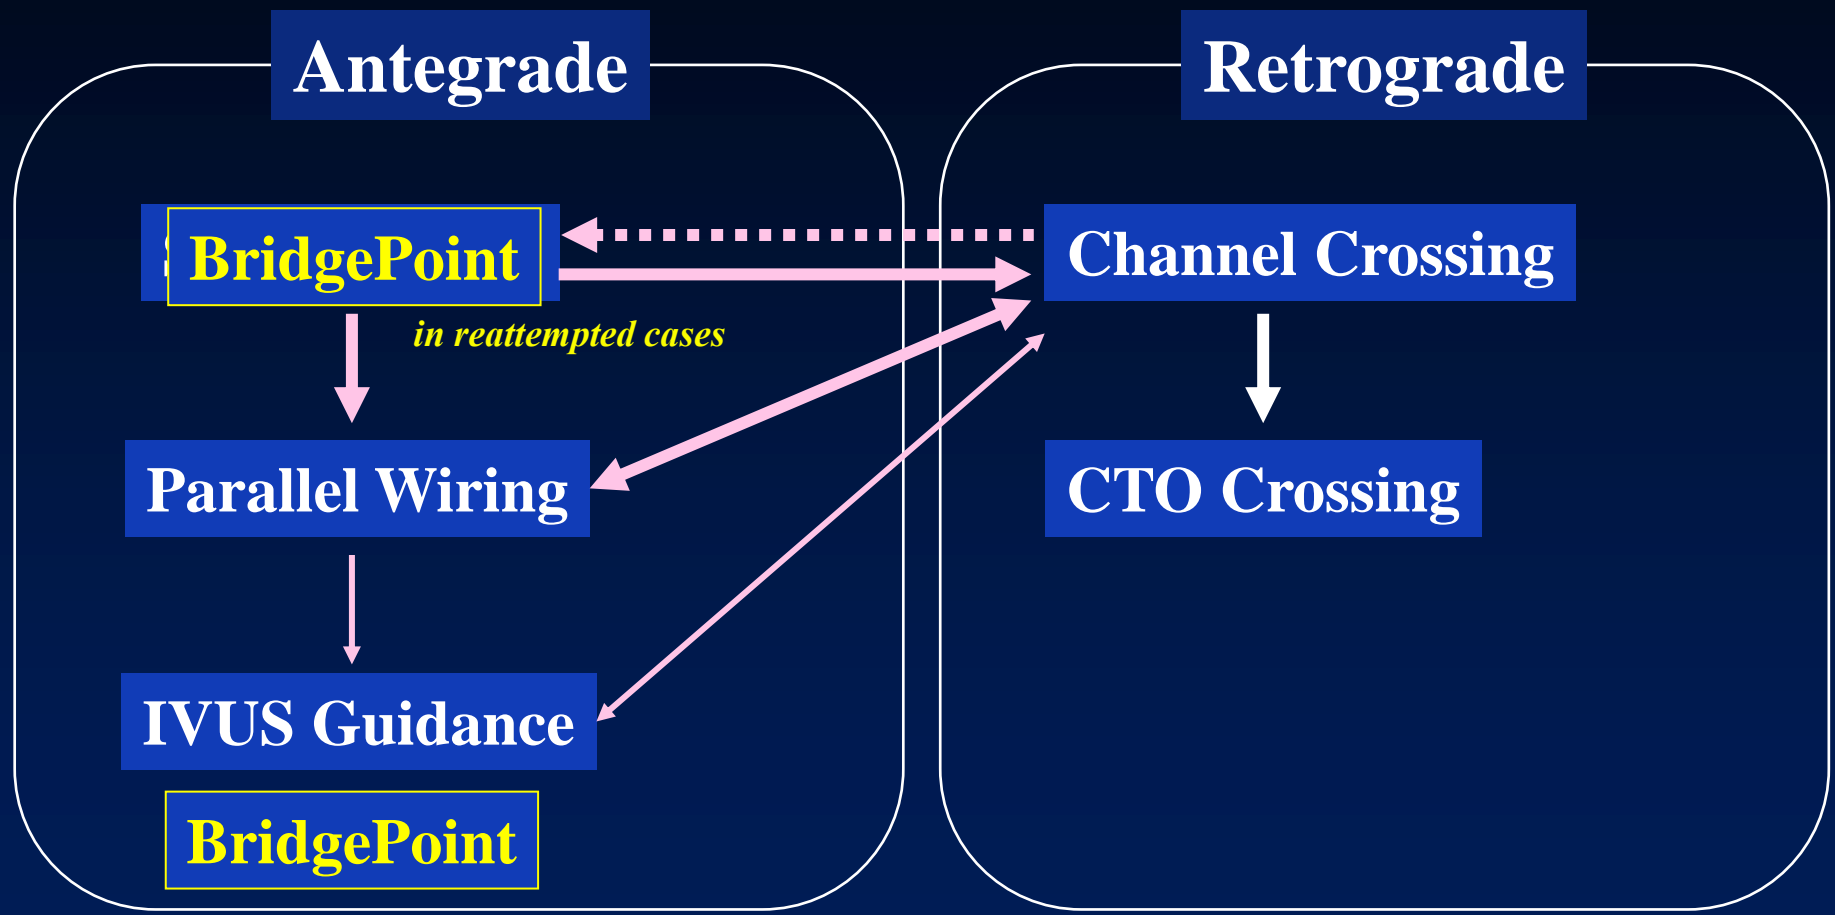 Antegrade
Retrograde
BridgePoint
Channel Crossing
in reattempted cases
Parallel Wiring
CTO Crossing
IVUS Guidance
BridgePoint